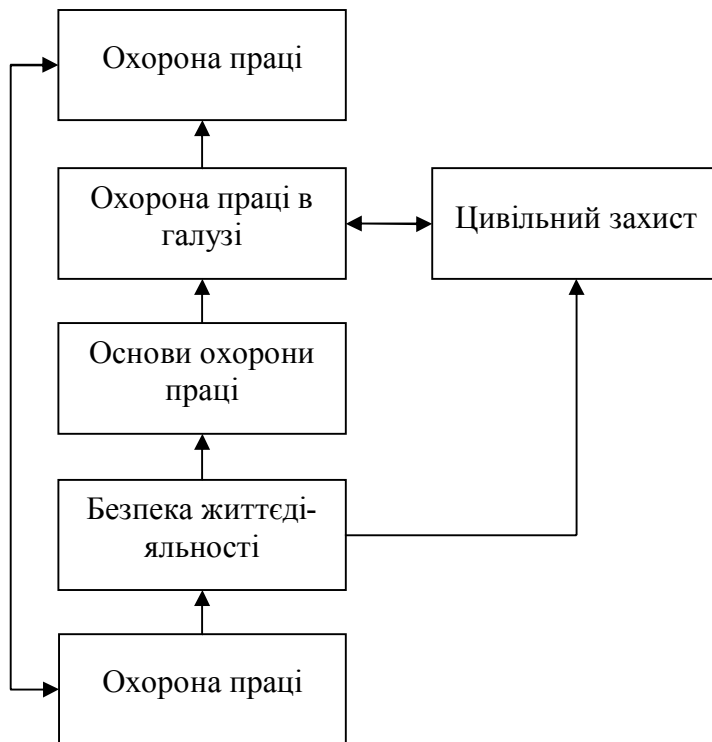 Охорона праці
Охорона праці в
галузі
Цивільний захист
Основи охорони
праці
Безпека життєді-
яльності
Охорона праці